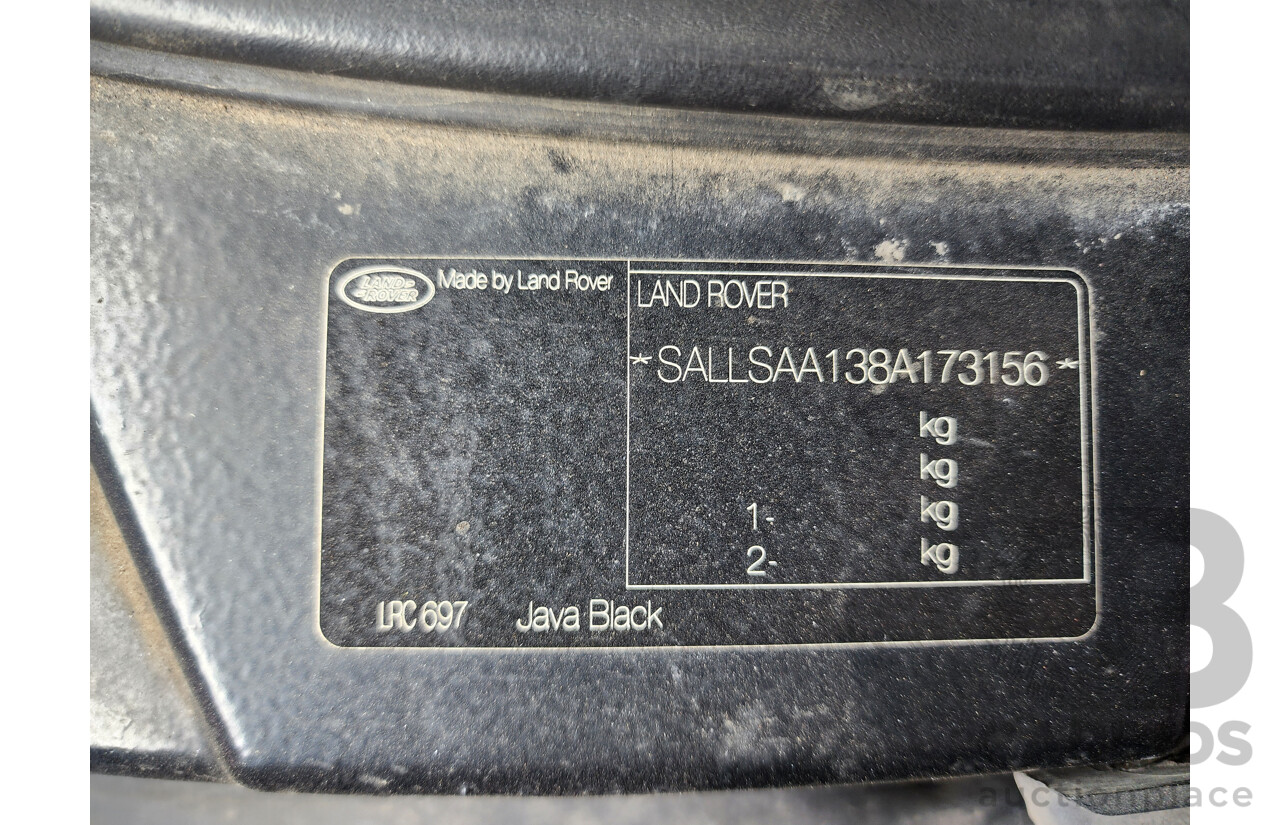 LAND ROVER
Made by Land Rover
LAND ROVER
* SALLSAA138A173156 *
kg
kg
1- kg
2- kg
LRC 697 Java Black
auctionplace